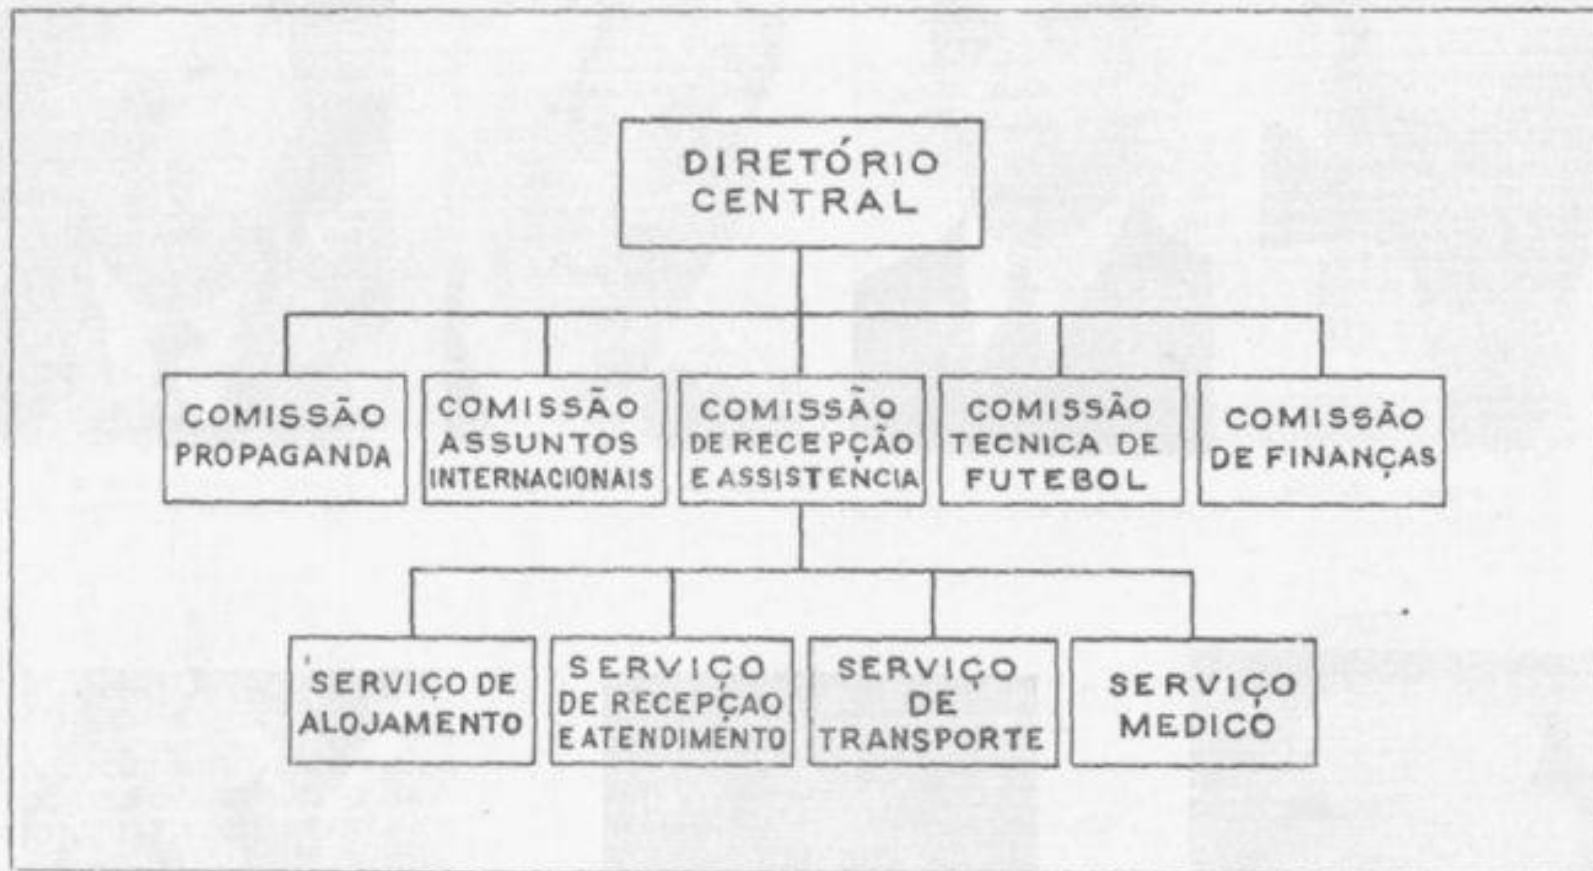 DIRETÓRIO
CENTRAL
COMISSÃO
PROPAGANDA
COMISSÃO
ASSUNTOS
INTERNACIONAIS
COMISSÃO
DE RECEPÇÃO
E ASSISTENCIA
COMISSÃO
TECNICA DE
FUTEBOL
COMISSÃO
DE FINANÇAS
SERVIÇO DE
ALOJAMENTO
SERVIÇO
DE RECEPÇAO
E ATENDIMENTO
SERVIÇO
DE
TRANSPORTE
SERVIÇO
MEDICO